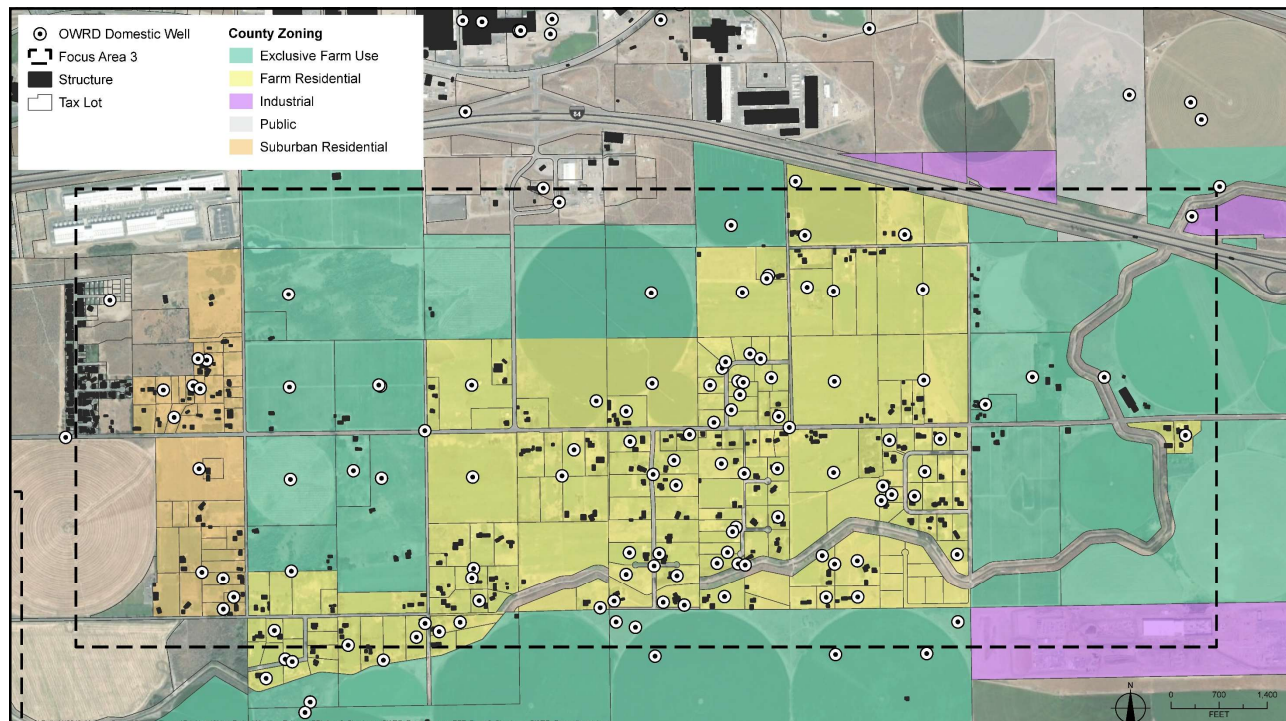 OWRD Domestic Well
Focus Area 3
Structure
Tax Lot
County Zoning
Exclusive Farm Use
Farm Residential
Industrial
Public
Suburban Residential
84
N
0 700 1,400
FEET